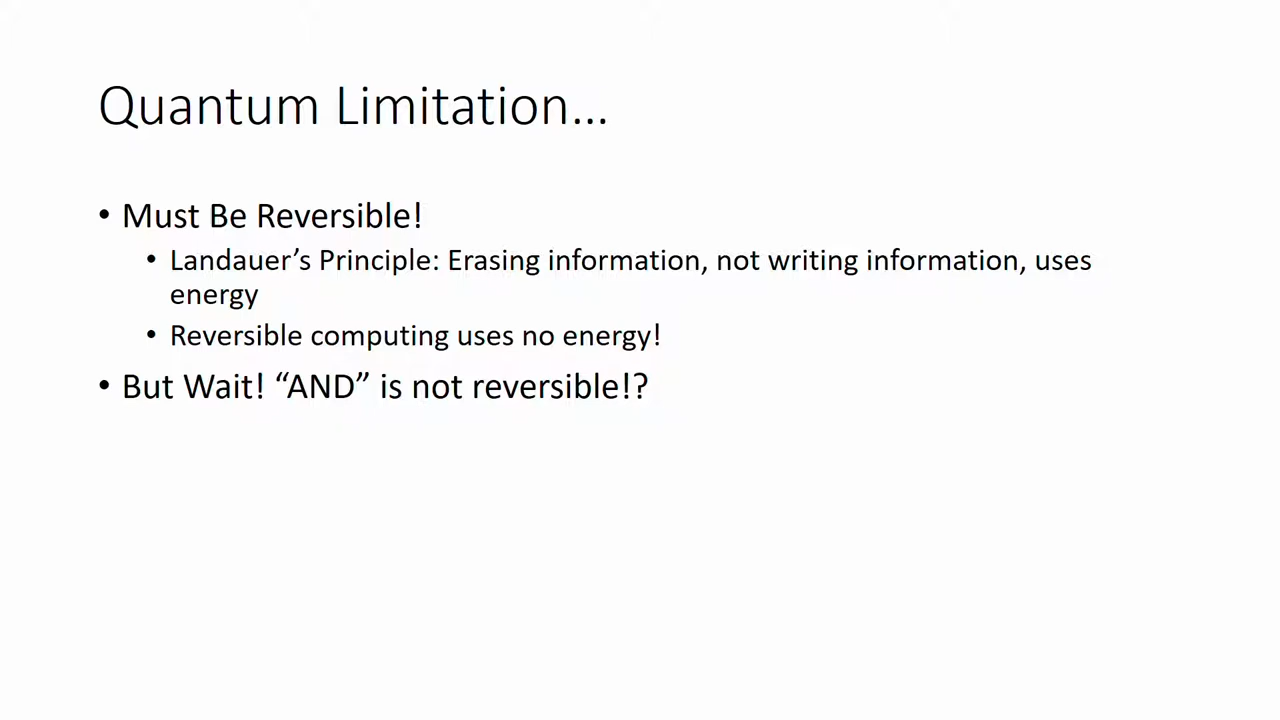 Quantum Limitation...
• Must Be Reversible!
• Landauer’s Principle: Erasing information, not writing information, uses
energy
• Reversible computing uses no energy!
• But Wait! “AND” is not reversible!?